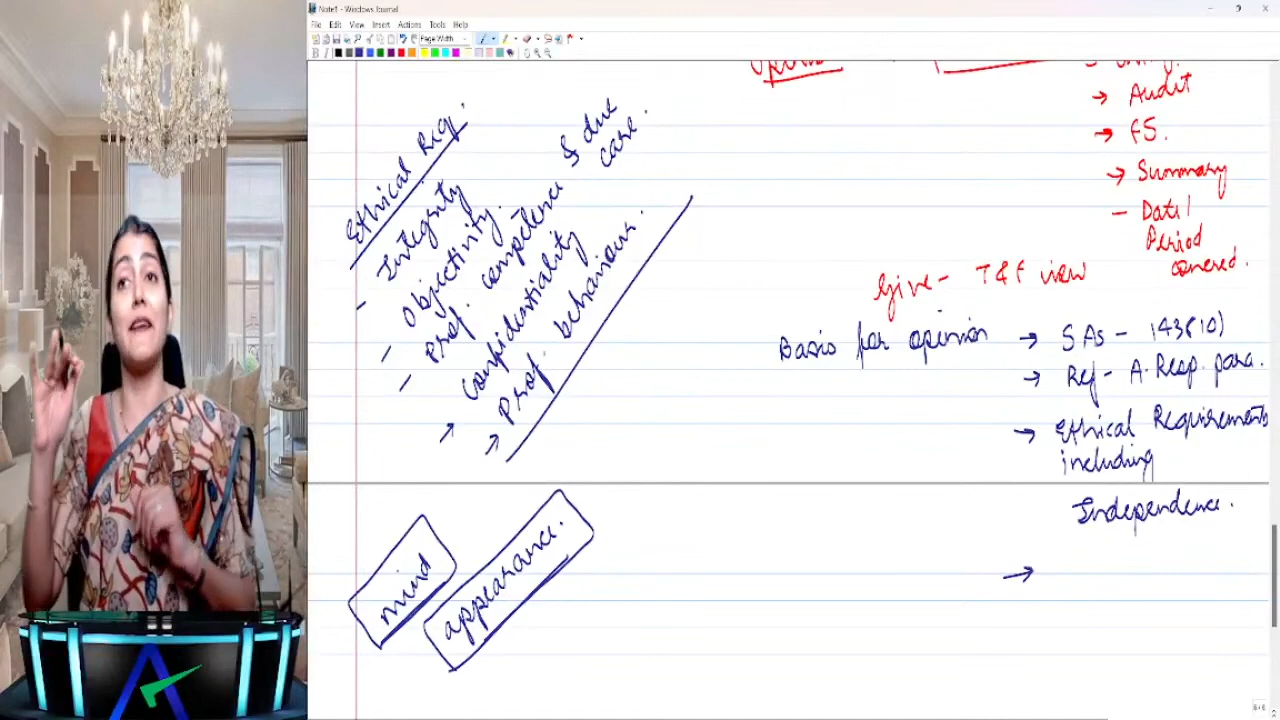 Note1 - Windows Journal
File Edit View Insert Actions Tools Help
Page Width
Opinion
→ Audit
→ FS.
→ Summary
- Date/
Period
covered.
Give - T & F view
Basis for opinion → SAs - 143(10)
→ Ref - A. Resp. para.
→ Ethical Requirements
including
Independence.
→
Ethical Req.
- Integrity
- Objectivity.
- Prof. competence & due
care.
→ Confidentiality
→ Prof. behaviour.
mind
appearance.